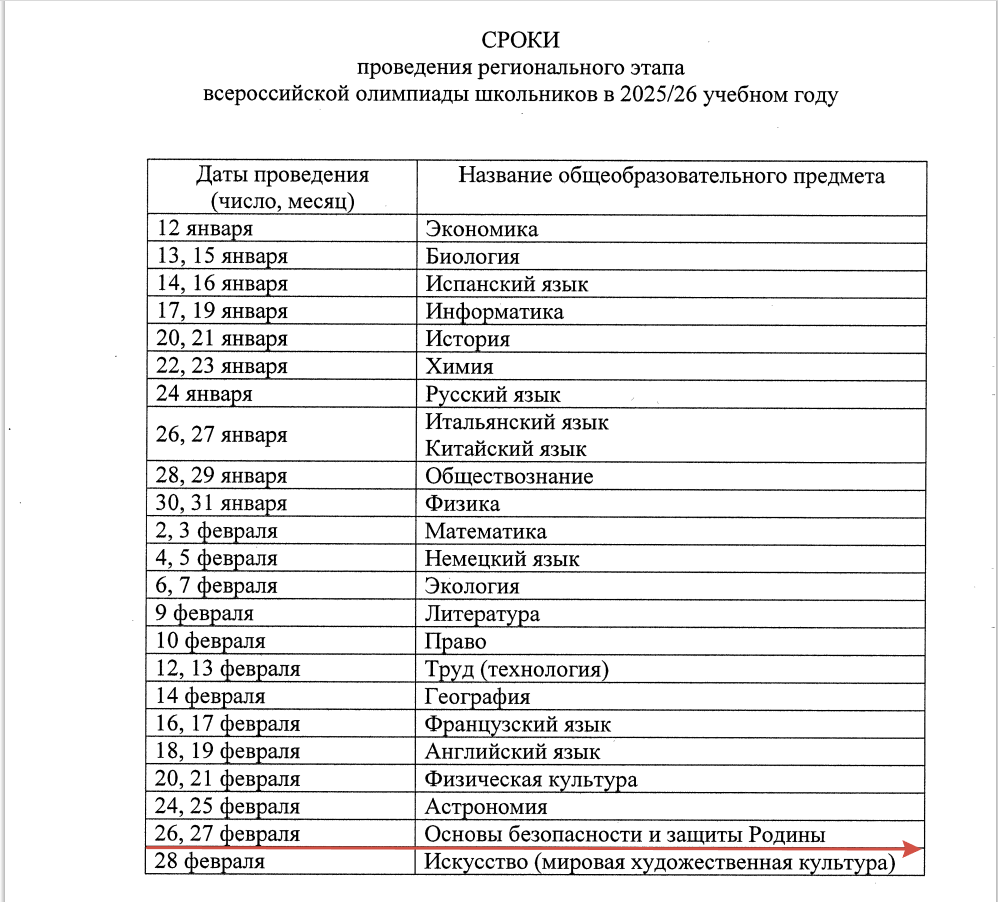 СРОКИ
проведения регионального этапа
всероссийской олимпиады школьников в 2025/26 учебном году
Даты проведения
(число, месяц)
Название общеобразовательного предмета
12 января
Экономика
13, 15 января
Биология
14, 16 января
Испанский язык
17, 19 января
Информатика
20, 21 января
История
22, 23 января
Химия
24 января
Русский язык
26, 27 января
Итальянский язык
Китайский язык
28, 29 января
Обществознание
30, 31 января
Физика
2, 3 февраля
Математика
4, 5 февраля
Немецкий язык
6, 7 февраля
Экология
9 февраля
Литература
10 февраля
Право
12, 13 февраля
Труд (технология)
14 февраля
География
16, 17 февраля
Французский язык
18, 19 февраля
Английский язык
20, 21 февраля
Физическая культура
24, 25 февраля
Астрономия
26, 27 февраля
Основы безопасности и защиты Родины
28 февраля
Искусство (мировая художественная культура)